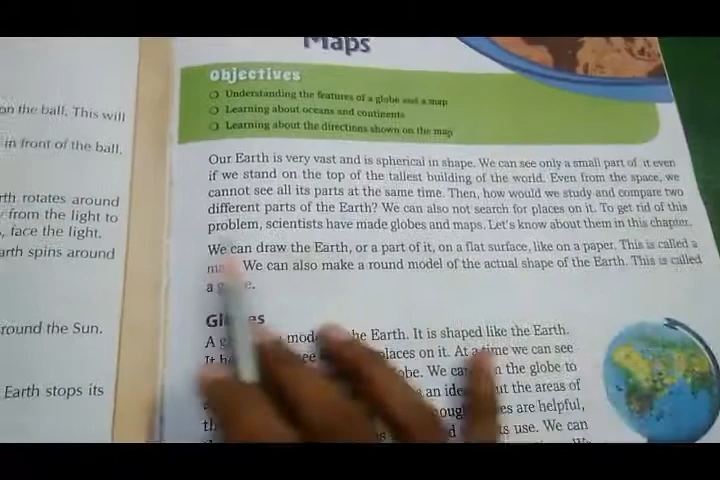 on the ball. This will
in front of the ball.
rth rotates around
from the light to
, face the light.
arth spins around
round the Sun.
Earth stops its
Maps
Objectives
Understanding the features of a globe and a map
Learning about oceans and continents
Learning about the directions shown on the map
Our Earth is very vast and is spherical in shape. We can see only a small part of it even
if we stand on the top of the tallest building of the world. Even from the space, we
cannot see all its parts at the same time. Then, how would we study and compare two
different parts of the Earth? We can also not search for places on it. To get rid of this
problem, scientists have made globes and maps. Let's know about them in this chapter.
We can draw the Earth, or a part of it, on a flat surface, like on a paper. This is called a
We can also make a round model of the actual shape of the Earth. This is called
a
A mode the Earth. It is shaped like the Earth.
It places on it. At a time we can see
We can the globe to
an idea the areas of
are helpful,
use. We can
We